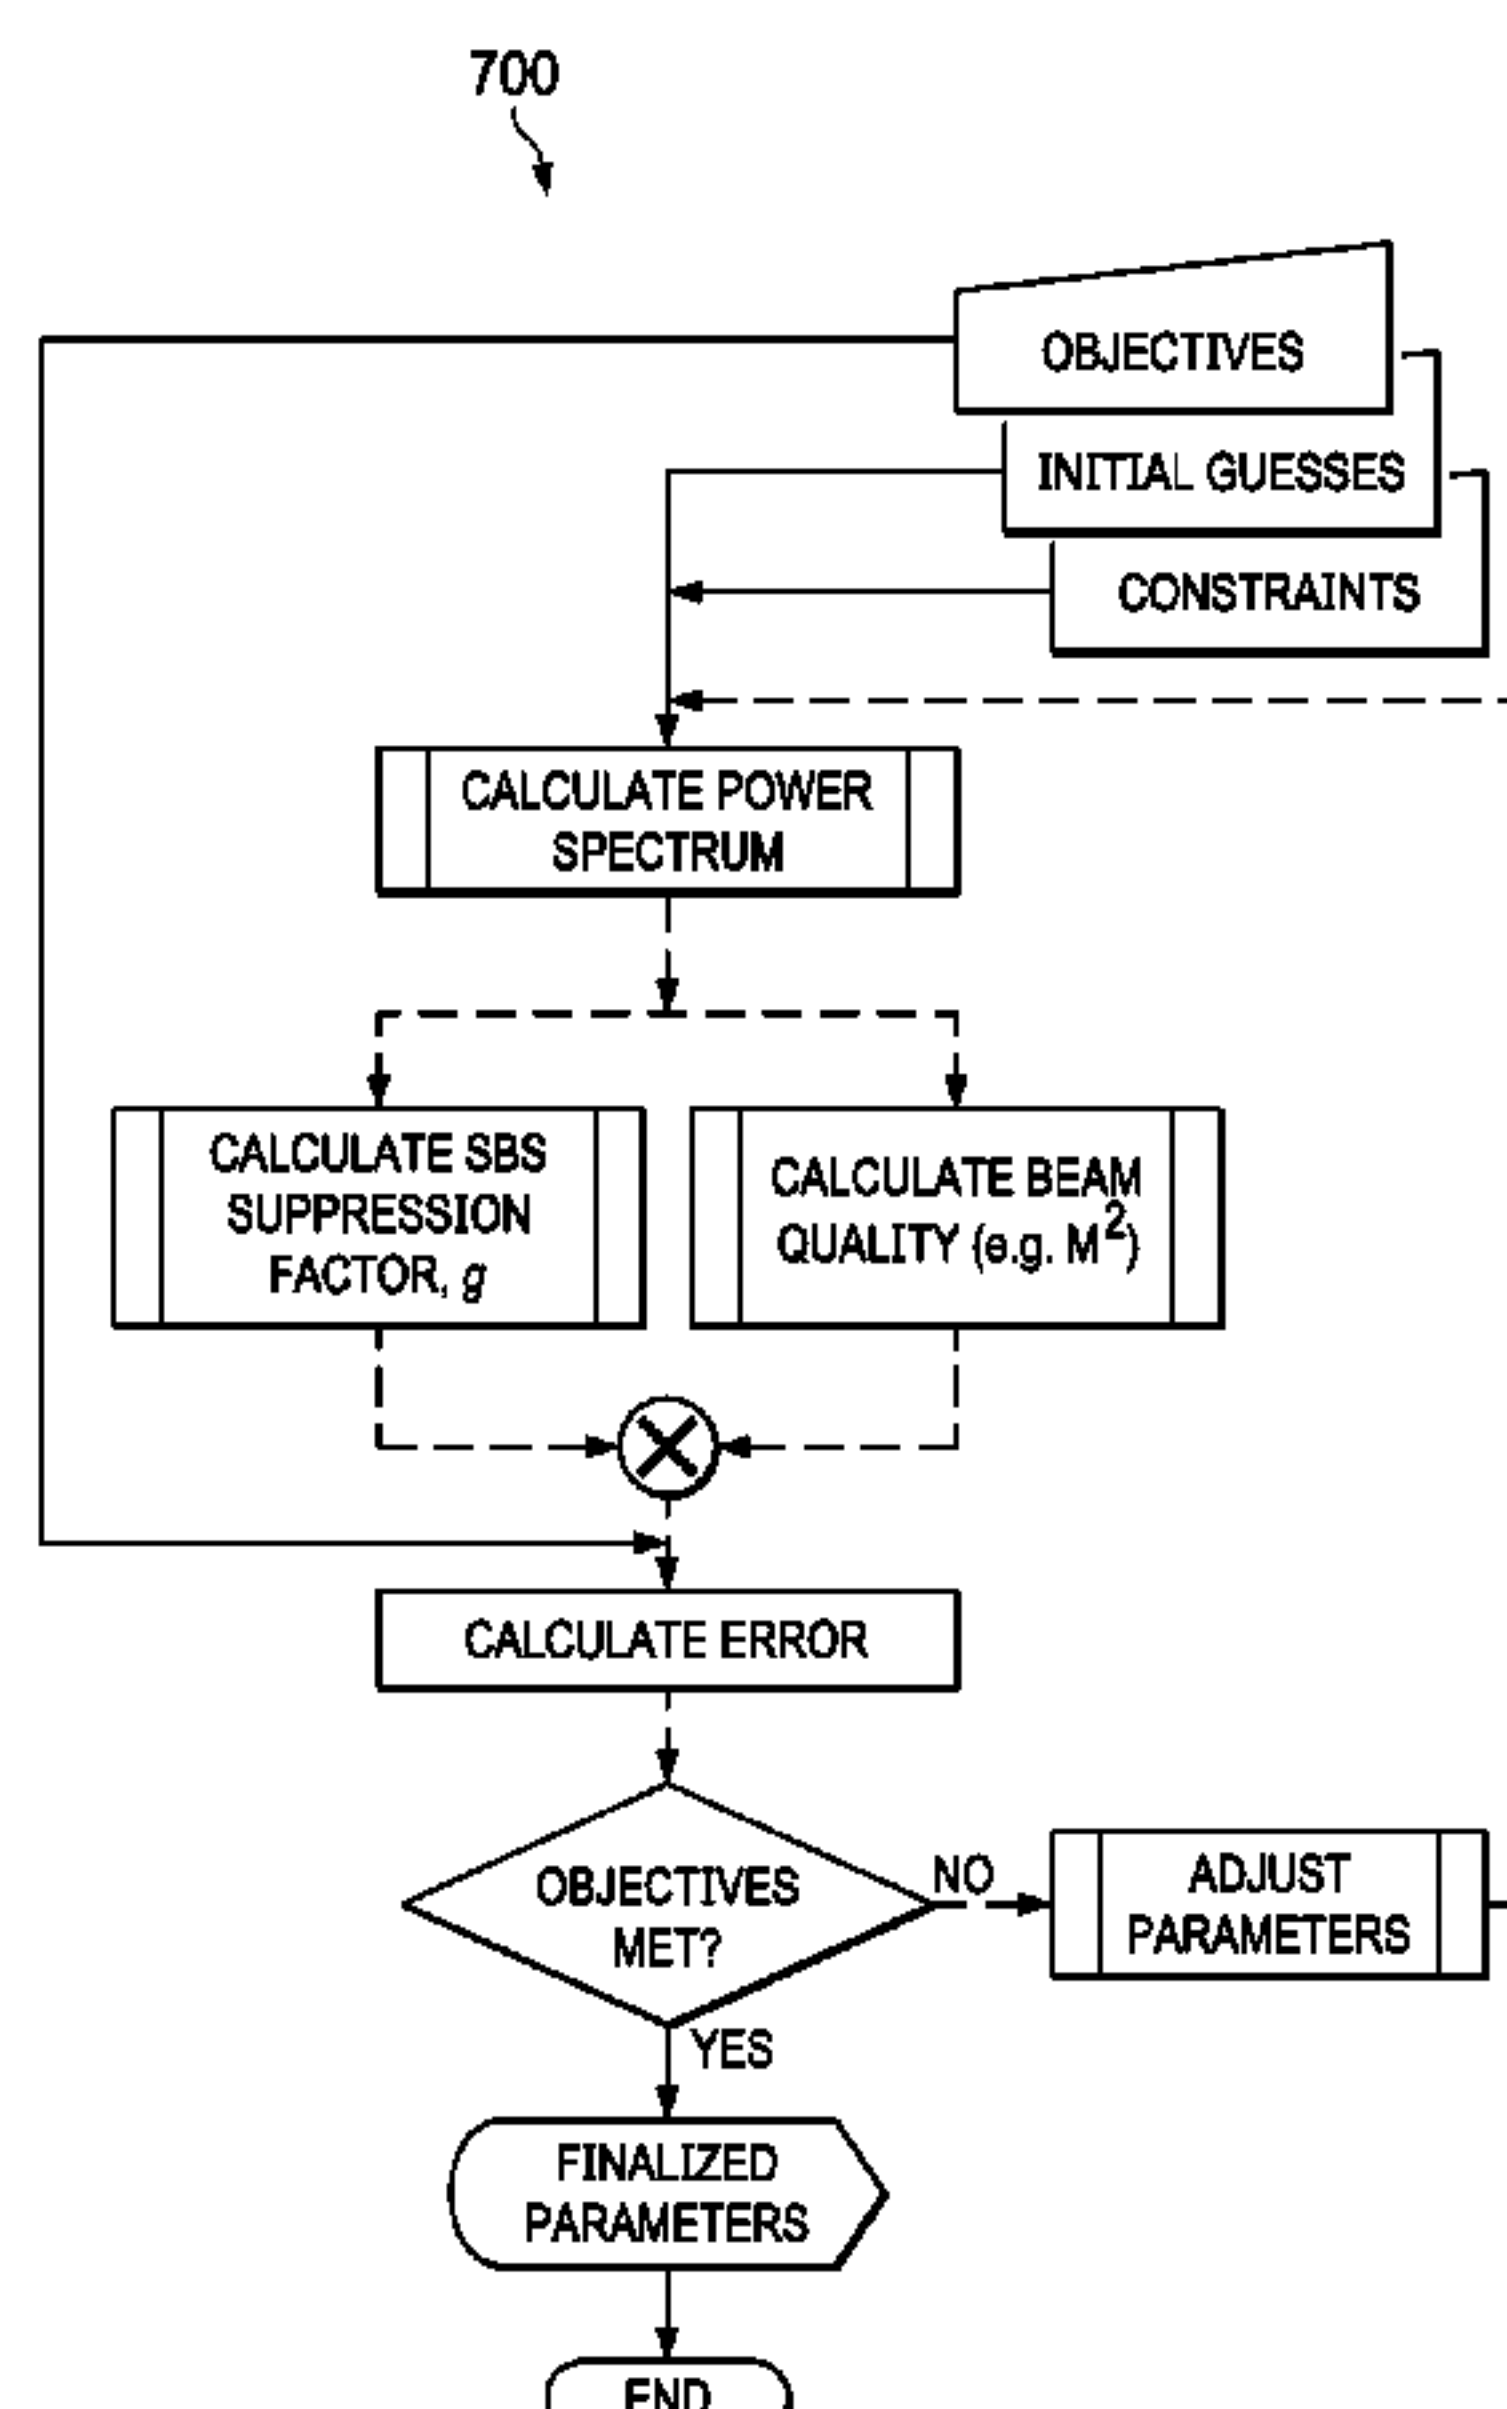 700
OBJECTIVES
INITIAL GUESSES
CONSTRAINTS
CALCULATE POWER
SPECTRUM
CALCULATE SBS
SUPPRESSION
FACTOR, g
CALCULATE BEAM
QUALITY (e.g. M²)
CALCULATE ERROR
OBJECTIVES
MET?
NO
ADJUST
PARAMETERS
YES
FINALIZED
PARAMETERS
END